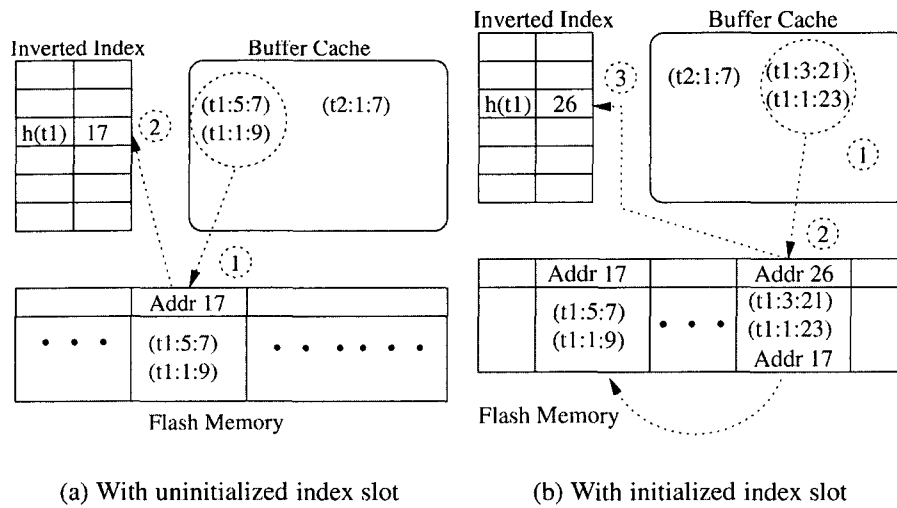 Inverted Index
Buffer Cache
(t1:5:7)
(t1:1:9)
(t2:1:7)
h(t1) 17
2
1
Addr 17
(t1:5:7)
(t1:1:9)
Flash Memory
(a) With uninitialized index slot
Inverted Index
Buffer Cache
3
(t2:1:7)
(t1:3:21)
(t1:1:23)
h(t1) 26
1
2
Addr 17
Addr 26
(t1:5:7)
(t1:1:9)
(t1:3:21)
(t1:1:23)
Addr 17
Flash Memory
(b) With initialized index slot